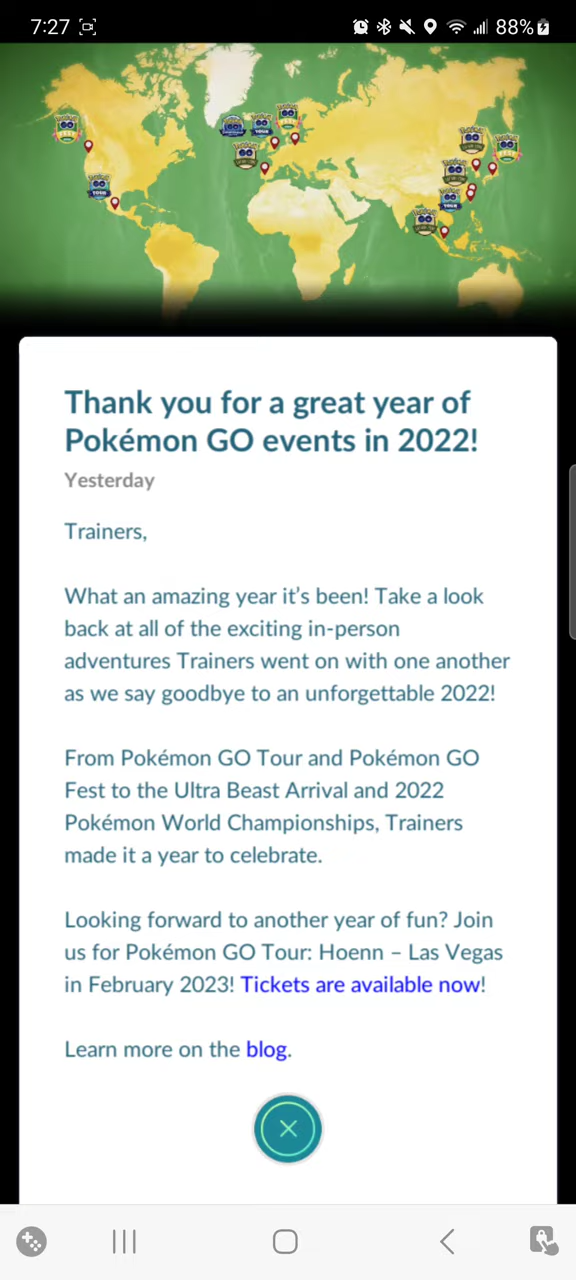 7:27
88%
Thank you for a great year of
Pokémon GO events in 2022!
Yesterday
Trainers,
What an amazing year it’s been! Take a look
back at all of the exciting in-person
adventures Trainers went on with one another
as we say goodbye to an unforgettable 2022!
From Pokémon GO Tour and Pokémon GO
Fest to the Ultra Beast Arrival and 2022
Pokémon World Championships, Trainers
made it a year to celebrate.
Looking forward to another year of fun? Join
us for Pokémon GO Tour: Hoenn – Las Vegas
in February 2023! Tickets are available now!
Learn more on the blog.